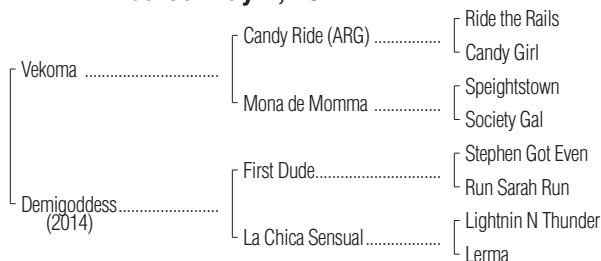 Ride the Rails
Candy Ride (ARG) ................
Candy Girl
Vekoma ................................
Speightstown
Mona de Momma ................
Society Gal
Stephen Got Even
First Dude..............................
Run Sarah Run
Demigoddess........................
(2014)
Lightnin N Thunder
La Chica Sensual..................
Lerma